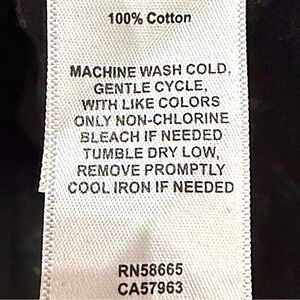 100% Cotton
MACHINE WASH COLD,
GENTLE CYCLE,
WITH LIKE COLORS
ONLY NON-CHLORINE
BLEACH IF NEEDED
TUMBLE DRY LOW,
REMOVE PROMPTLY
COOL IRON IF NEEDED
RN58665
CA57963